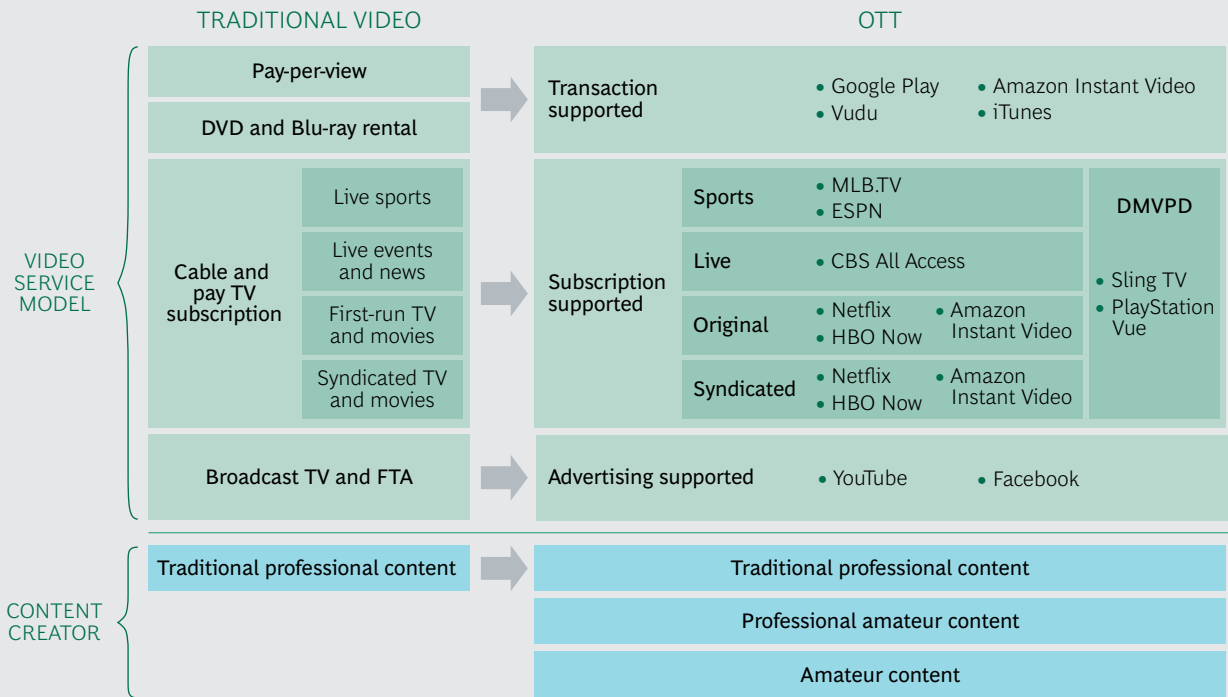 TRADITIONAL VIDEO
OTT
VIDEO
SERVICE
MODEL
Pay-per-view
DVD and Blu-ray rental
Transaction
supported
• Google Play
• Vudu
• Amazon Instant Video
• iTunes
Cable and
pay TV
subscription
Live sports
Live events
and news
First-run TV
and movies
Syndicated TV
and movies
Subscription
supported
Sports
• MLB.TV
• ESPN
Live
• CBS All Access
Original
• Netflix
• HBO Now
• Amazon
Instant Video
Syndicated
• Netflix
• HBO Now
• Amazon
Instant Video
DMVPD
• Sling TV
• PlayStation
Vue
Broadcast TV and FTA
Advertising supported
• YouTube
• Facebook
CONTENT
CREATOR
Traditional professional content
Traditional professional content
Professional amateur content
Amateur content